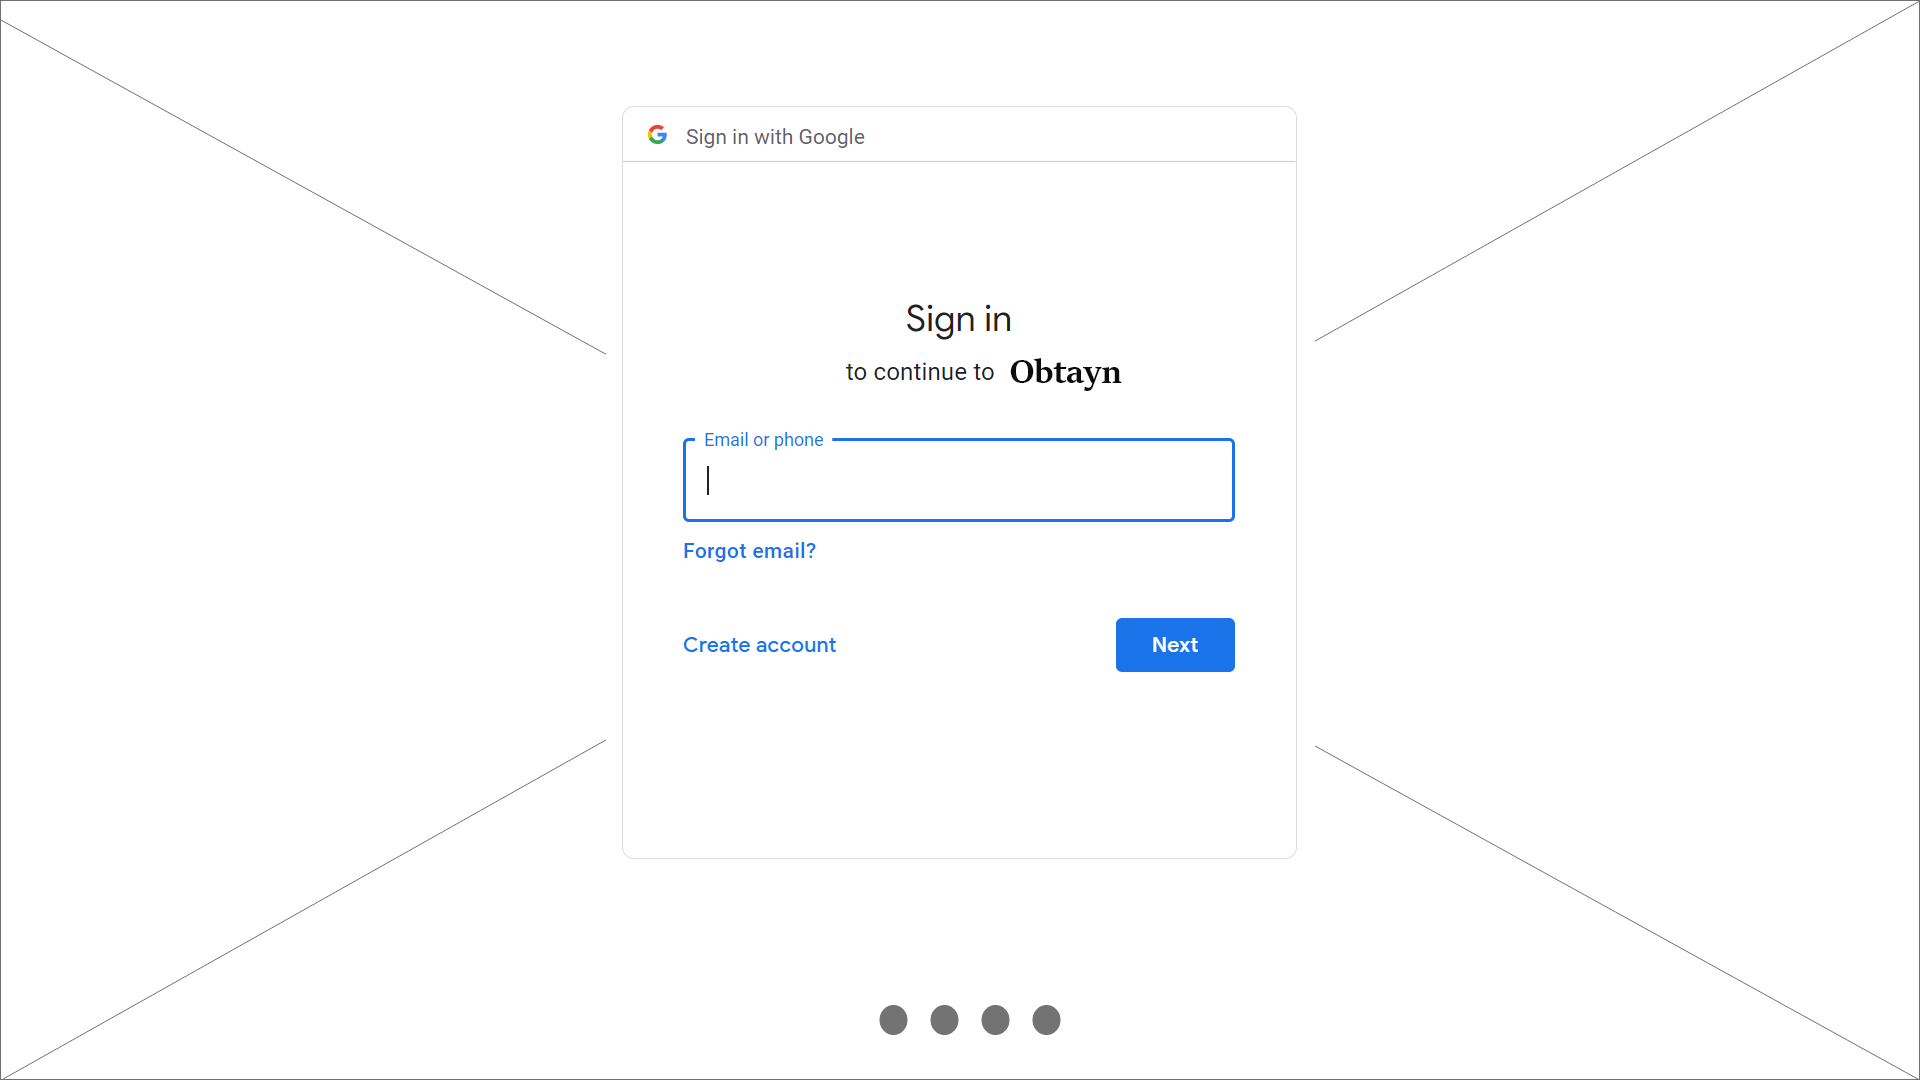 Sign in with Google
Sign in
to continue to Obtayn
Email or phone
Forgot email?
Create account
Next